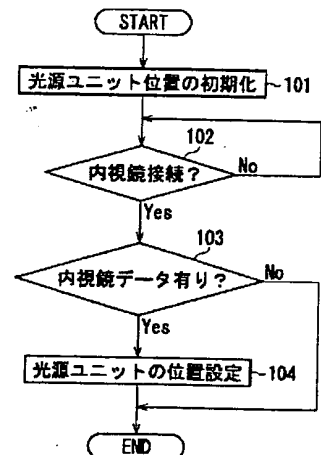 START
光源ユニット位置の初期化 101
102
内視鏡接続？ No
Yes
103
内視鏡データ有り？ No
Yes
光源ユニットの位置設定 104
END